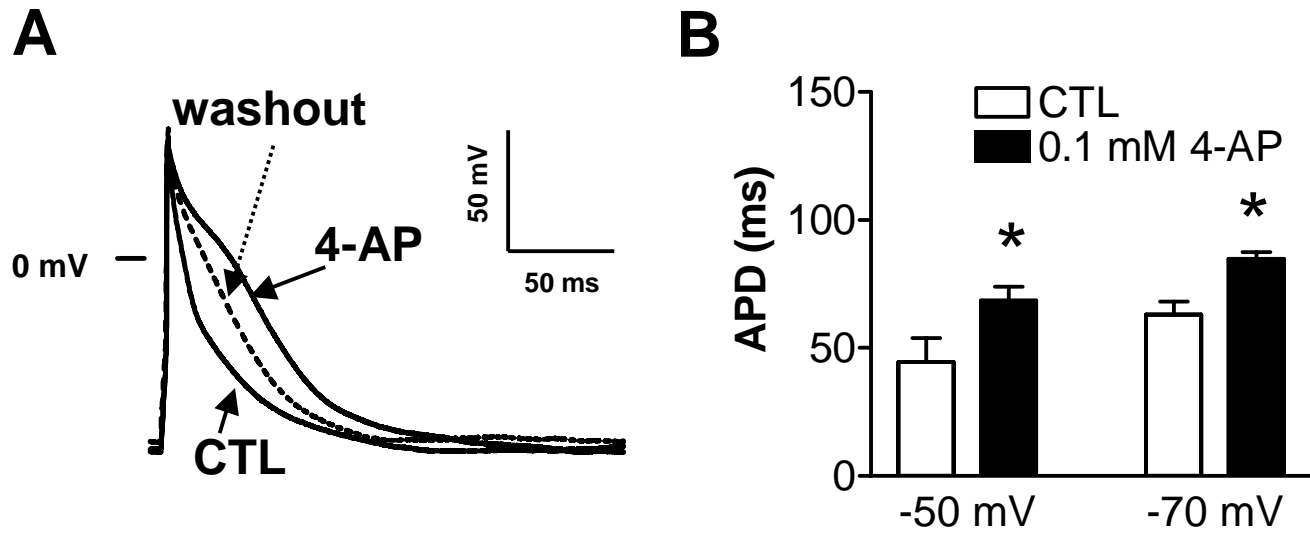 A
washout
0 mV
4-AP
CTL
50 mV
50 ms
B
APD (ms)
150
100
50
0
CTL
0.1 mM 4-AP
*
*
-50 mV
-70 mV